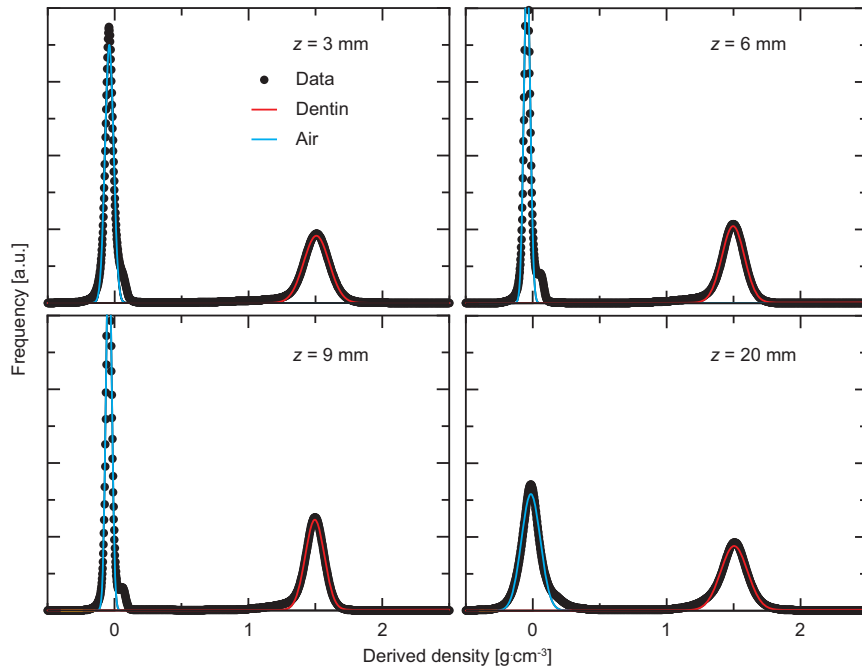 z = 3 mm
Data
Dentin
Air
z = 6 mm
z = 9 mm
z = 20 mm
Frequency [a.u.]
0 1 2 0 1 2
Derived density [g·cm⁻³]